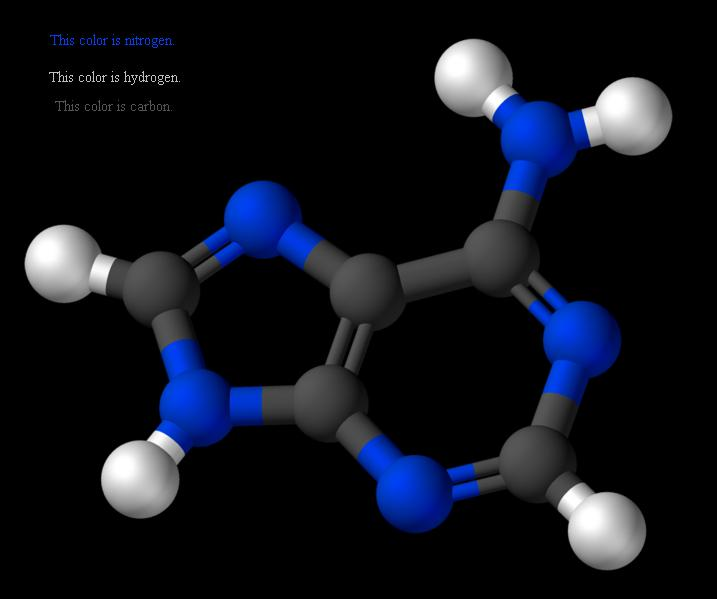 This color is nitrogen.
This color is hydrogen.
This color is carbon.